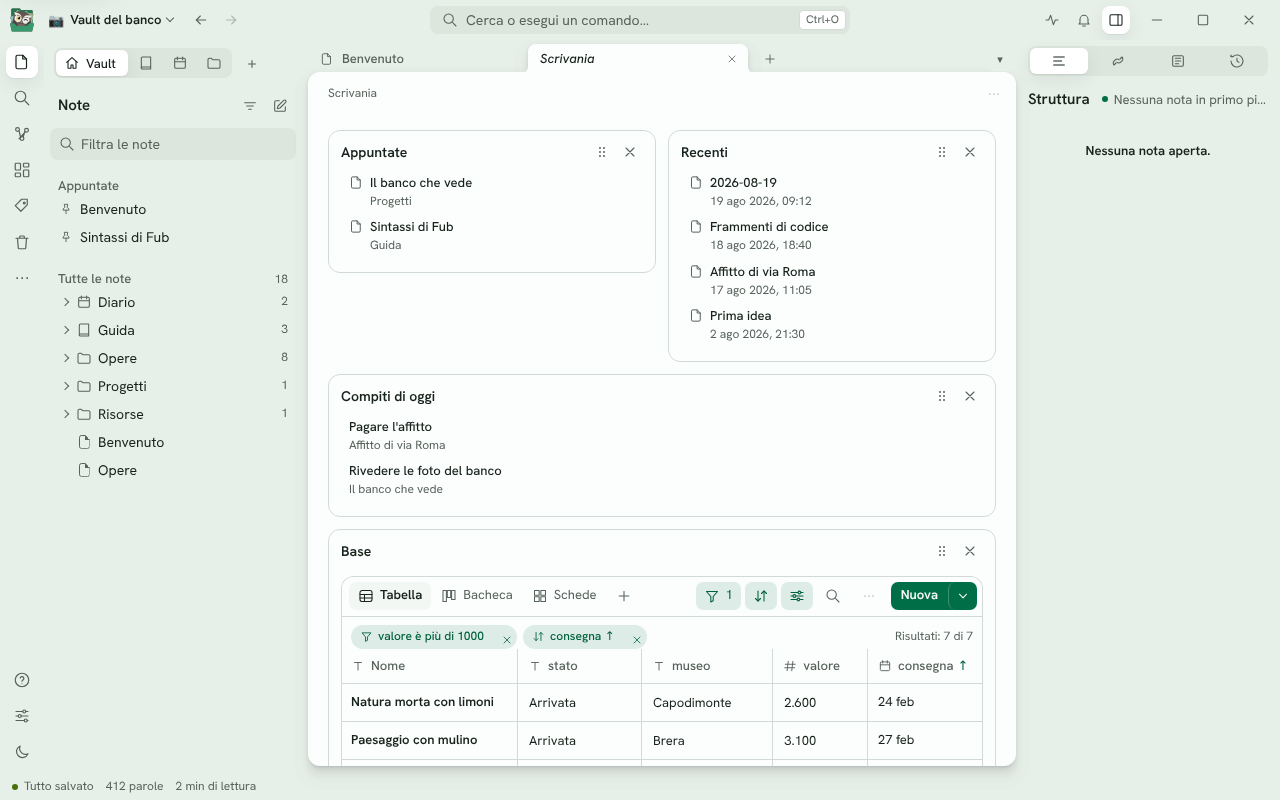 Vault del banco
Cerca o esegui un comando…
Ctrl+O
Vault
Benvenuto
Scrivania
Note
Filtra le note
Appuntate
Benvenuto
Sintassi di Fub
Tutte le note 18
Diario 2
Guida 3
Opere 8
Progetti 1
Risorse 1
Benvenuto
Opere
Tutto salvato 412 parole 2 min di lettura
Scrivania
Appuntate
Il banco che vede
Progetti
Sintassi di Fub
Guida
Recenti
2026-08-19
19 ago 2026, 09:12
Frammenti di codice
18 ago 2026, 18:40
Affitto di via Roma
17 ago 2026, 11:05
Prima idea
2 ago 2026, 21:30
Compiti di oggi
Pagare l'affitto
Affitto di via Roma
Rivedere le foto del banco
Il banco che vede
Base
Tabella Bacheca Schede 1 Nuova
valore è più di 1000 consegna ↑ Risultati: 7 di 7
Nome stato museo valore consegna ↑
Natura morta con limoni Arrivata Capodimonte 2.600 24 feb
Paesaggio con mulino Arrivata Brera 3.100 27 feb
Struttura Nessuna nota in primo pi…
Nessuna nota aperta.